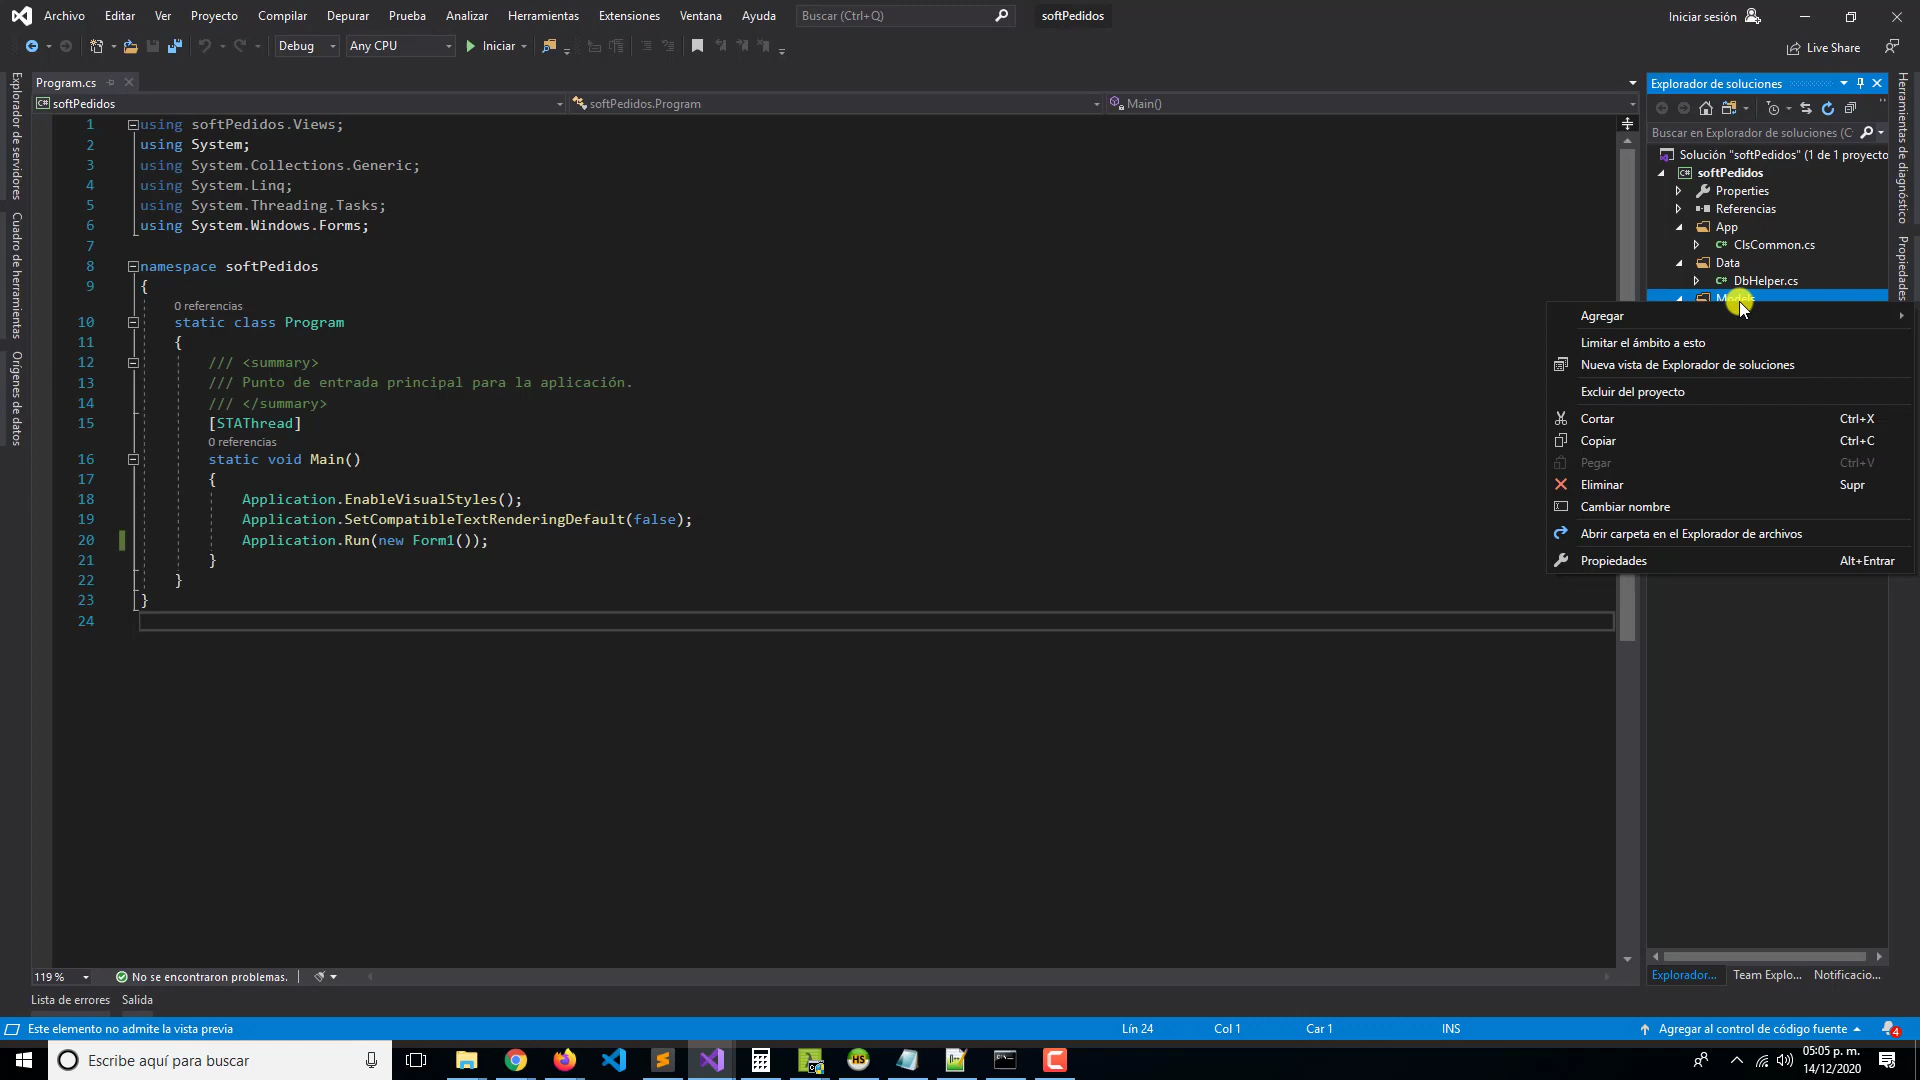 Archivo Editar Ver Proyecto Compilar Depurar Prueba Analizar Herramientas Extensiones Ventana Ayuda Buscar (Ctrl+Q) softPedidos Iniciar sesión
Debug Any CPU Iniciar Live Share
Program.cs
softPedidos softPedidos.Program Main()
Explorador de servidores
Cuadro de herramientas
Orígenes de datos
1 using softPedidos.Views;
2 using System;
3 using System.Collections.Generic;
4 using System.Linq;
5 using System.Threading.Tasks;
6 using System.Windows.Forms;
7
8 namespace softPedidos
9 {
0 referencias
10 static class Program
11 {
12 /// <summary>
13 /// Punto de entrada principal para la aplicación.
14 /// </summary>
15 [STAThread]
0 referencias
16 static void Main()
17 {
18 Application.EnableVisualStyles();
19 Application.SetCompatibleTextRenderingDefault(false);
20 Application.Run(new Form1());
21 }
22 }
23 }
24
Explorador de soluciones
Buscar en Explorador de soluciones (C
Solución "softPedidos" (1 de 1 proyecto
softPedidos
Properties
Referencias
App
ClsCommon.cs
Data
DbHelper.cs
Models
Agregar
Limitar el ámbito a esto
Nueva vista de Explorador de soluciones
Excluir del proyecto
Cortar Ctrl+X
Copiar Ctrl+C
Pegar Ctrl+V
Eliminar Supr
Cambiar nombre
Abrir carpeta en el Explorador de archivos
Propiedades Alt+Entrar
Herramientas de diagnóstico
Propiedades
119 % No se encontraron problemas.
Explorador... Team Explo... Notificacio...
Lista de errores Salida
Este elemento no admite la vista previa Lín 24 Col 1 Car 1 INS Agregar al control de código fuente 4
Escribe aquí para buscar
HS
05:05 p. m.
14/12/2020